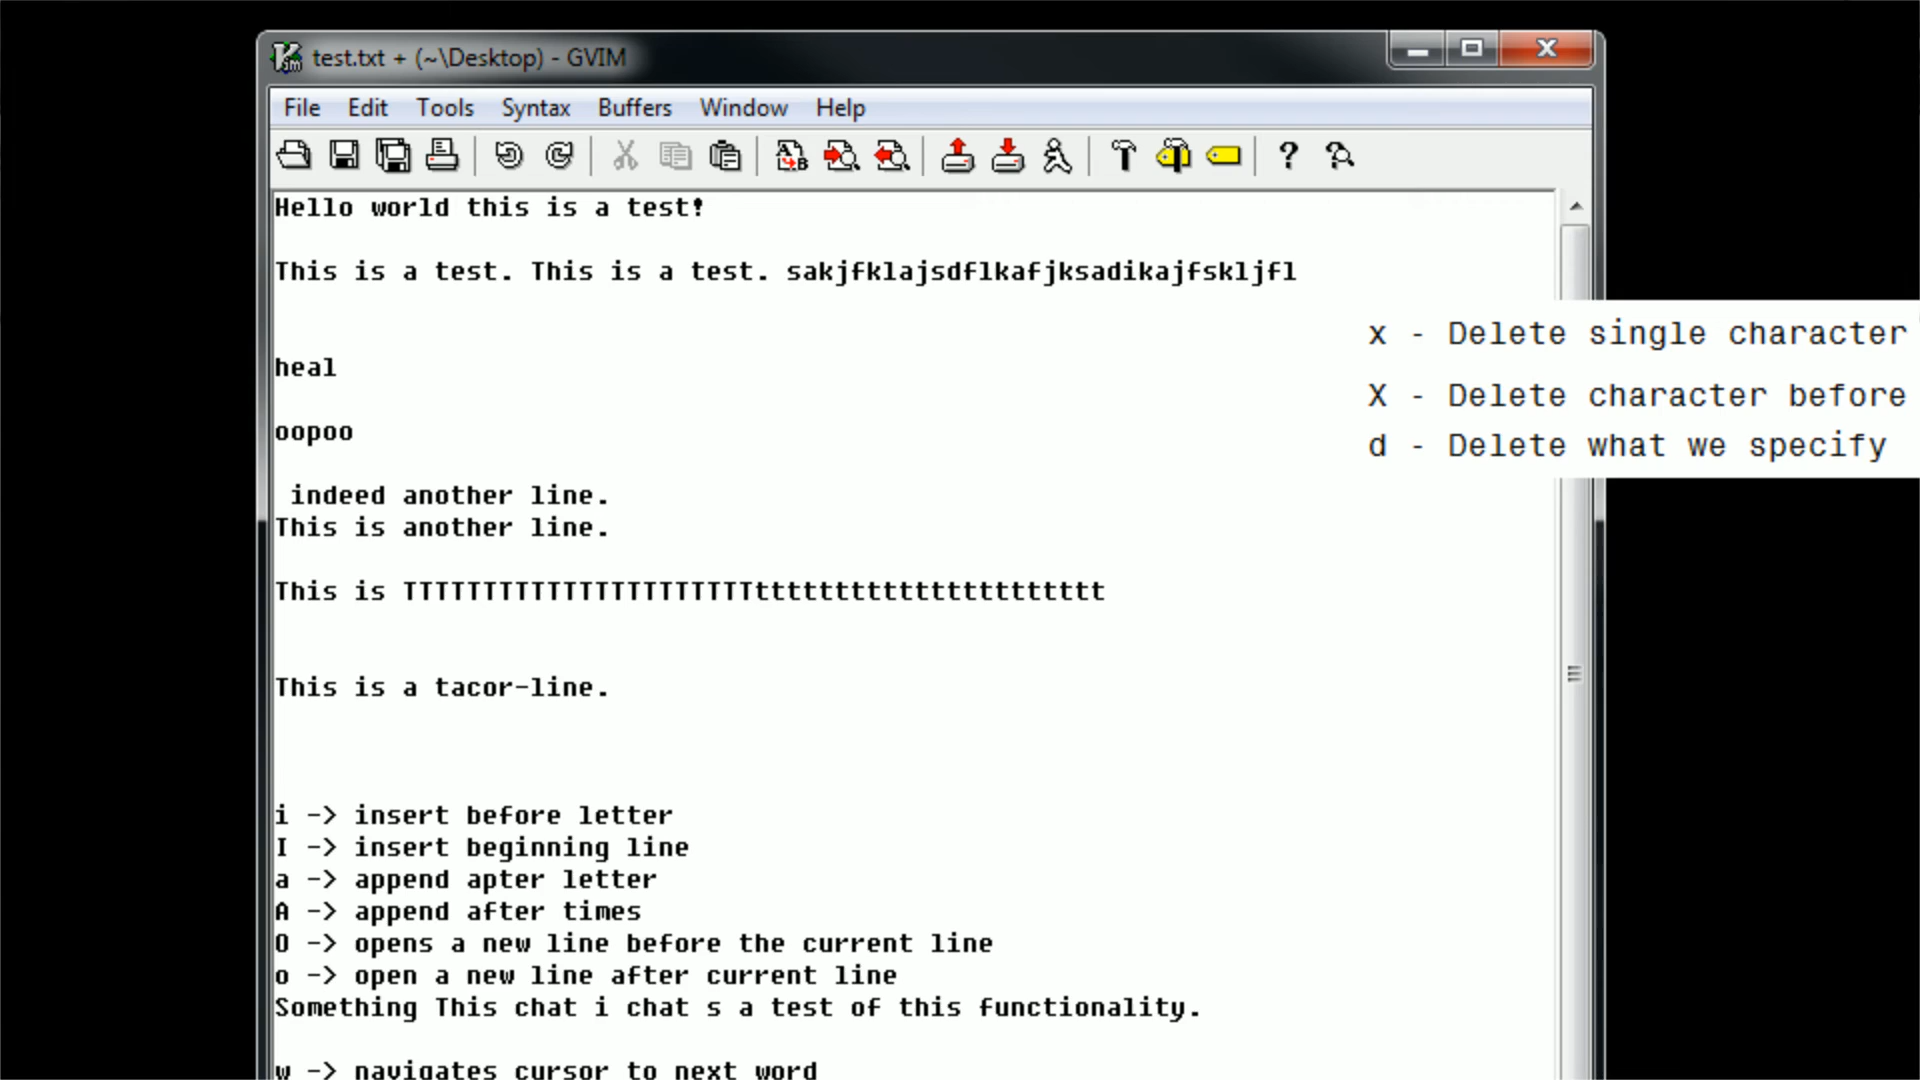 test.txt + (~\Desktop) - GVIM
File Edit Tools Syntax Buffers Window Help
Hello world this is a test!
This is a test. This is a test. sakjfklajsdflkafjksadikajfskljfl
x - Delete single character
heal
X - Delete character before
oopoo
d - Delete what we specify
indeed another line.
This is another line.
This is TTTTTTTTTTTTTTTTTTTTTTtttttttttttttttttttttt
This is a tacor-line.
i -> insert before letter
I -> insert beginning line
a -> append apter letter
A -> append after times
O -> opens a new line before the current line
o -> open a new line after current line
Something This chat i chat s a test of this functionality.
w -> navigates cursor to next word